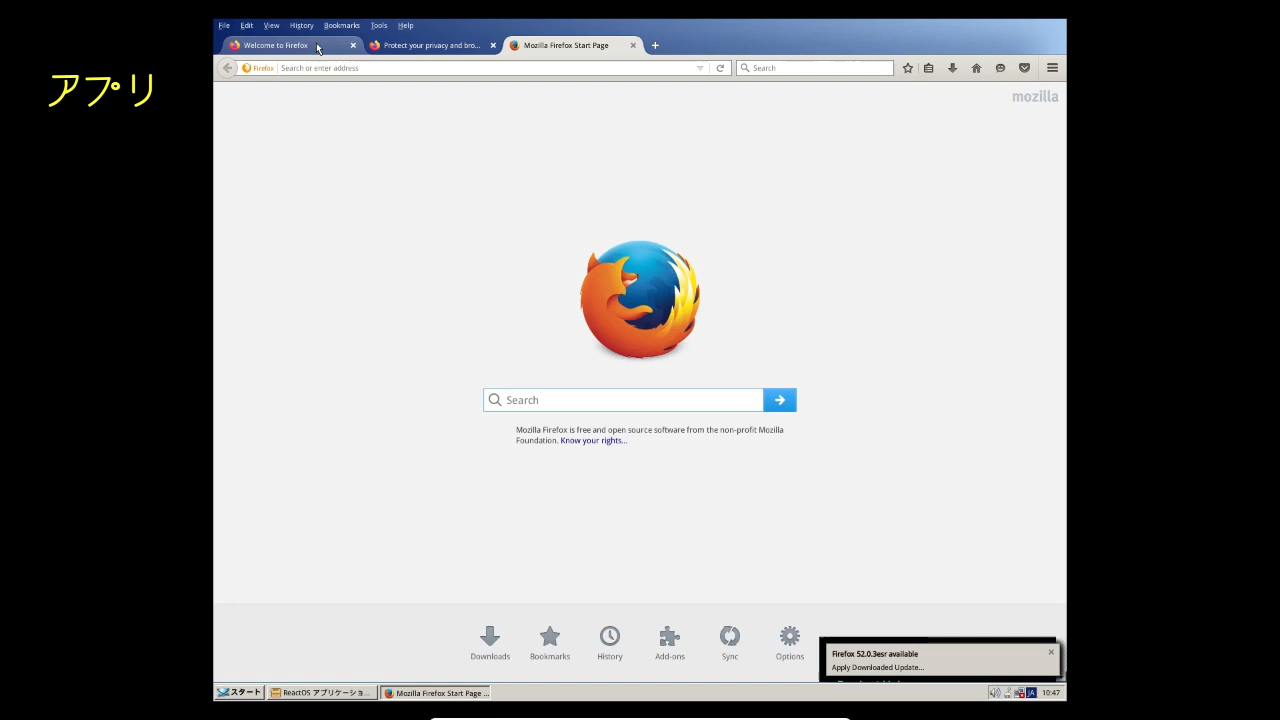 File Edit View History Bookmarks Tools Help
Welcome to Firefox
Protect your privacy and bro...
Mozilla Firefox Start Page
アプリ
Firefox
Search or enter address
Search
mozilla
Search
Mozilla Firefox is free and open source software from the non-profit Mozilla
Foundation. Know your rights...
Downloads Bookmarks History Add-ons Sync Options
Firefox 52.0.3esr available
Apply Downloaded Update...
スタート
ReactOS アプリケーショ...
Mozilla Firefox Start Page ...
JA
10:47